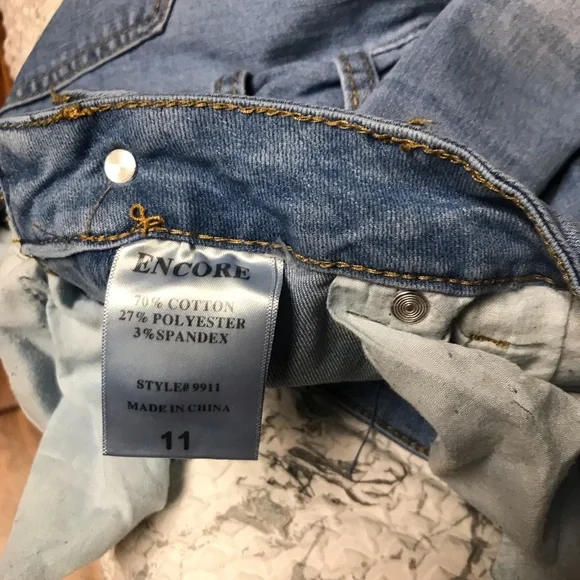 ENCORE
70% COTTON
27% POLYESTER
3%SPANDEX
STYLE# 9911
MADE IN CHINA
11